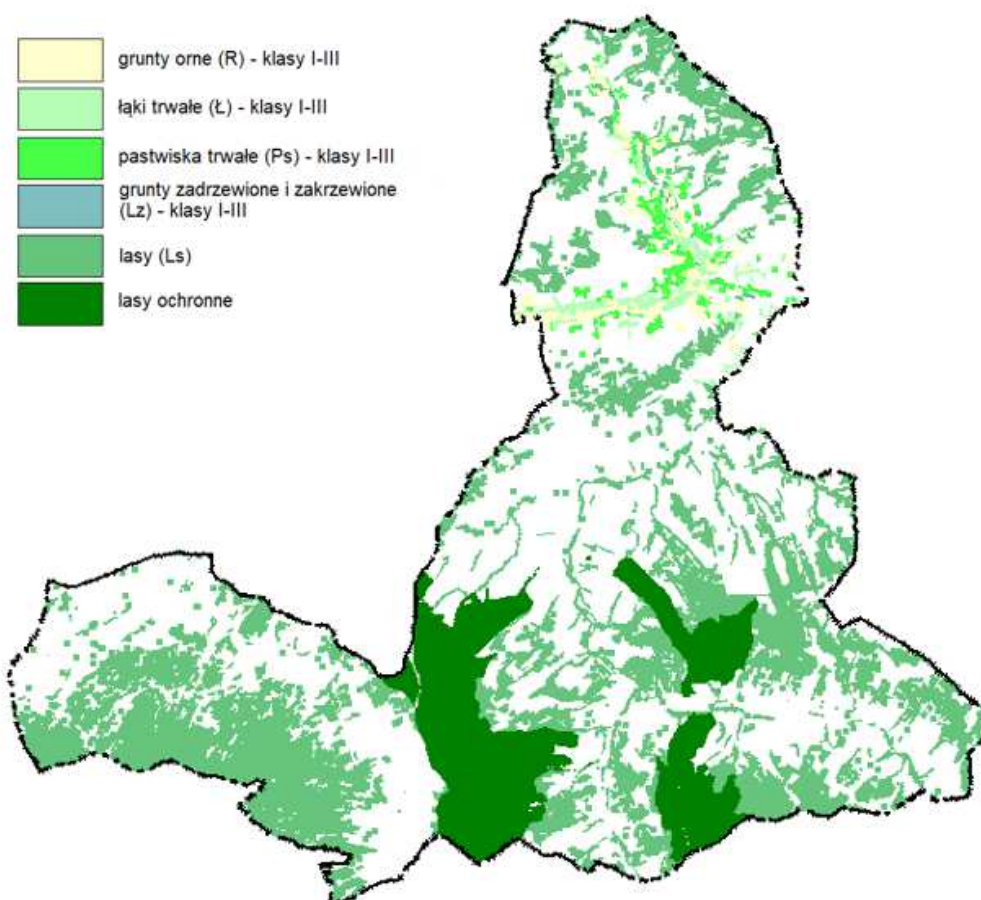 grunty orne (R) - klasy I-III
łąki trwałe (Ł) - klasy I-III
pastwiska trwałe (Ps) - klasy I-III
grunty zadrzewione i zakrzewione
(Lz) - klasy I-III
lasy (Ls)
lasy ochronne